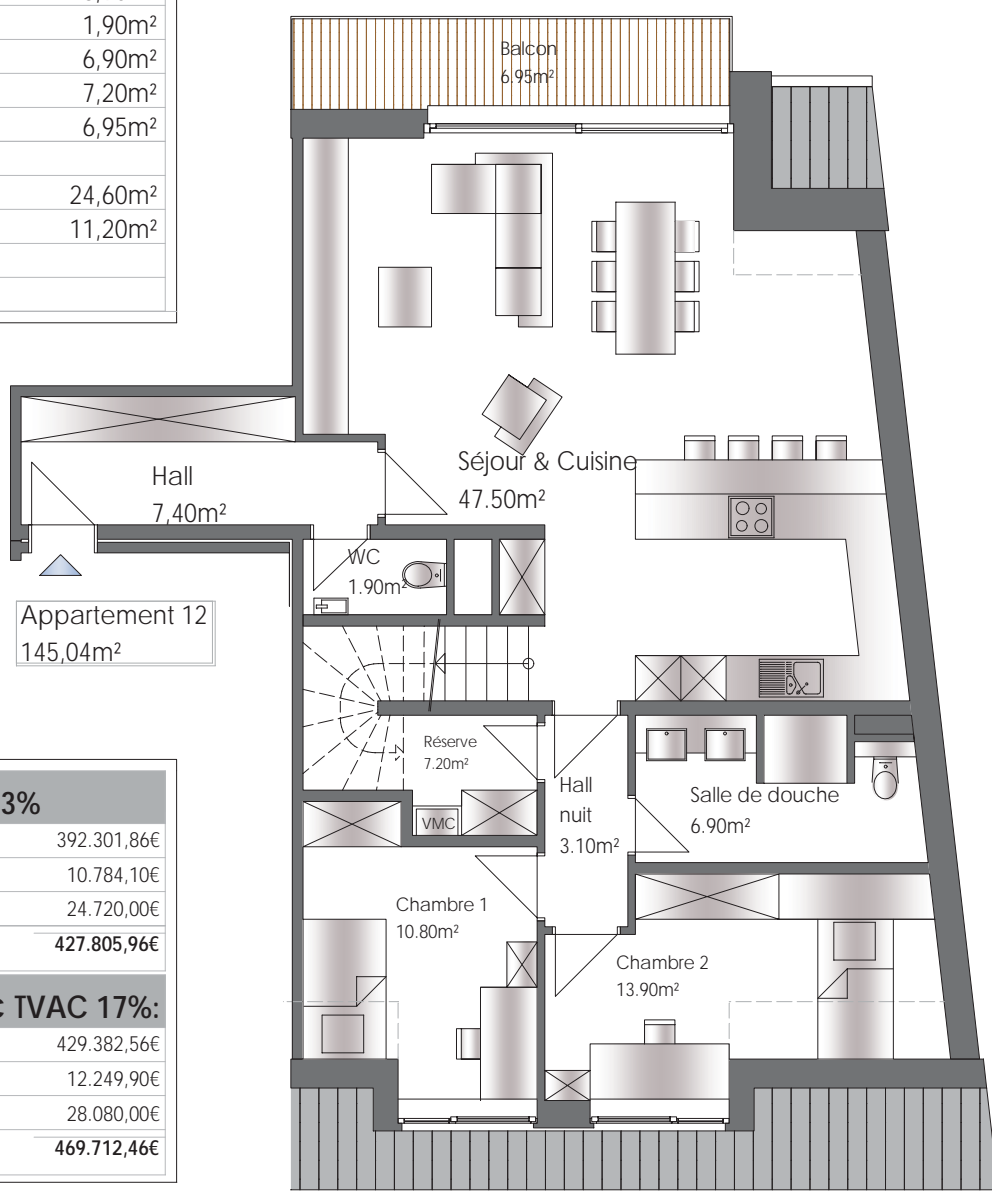 1,90m²
6,90m²
7,20m²
6,95m²
24,60m²
11,20m²
Balcon
6.95m²
Séjour & Cuisine
47.50m²
Hall
7,40m²
WC
1.90m²
Appartement 12
145,04m²
Réserve
7.20m²
VMC
Hall
nuit
3.10m²
Salle de douche
6.90m²
Chambre 1
10.80m²
Chambre 2
13.90m²
3%
392.301,86€
10.784,10€
24.720,00€
427.805,96€
TVAC 17%:
429.382,56€
12.249,90€
28.080,00€
469.712,46€